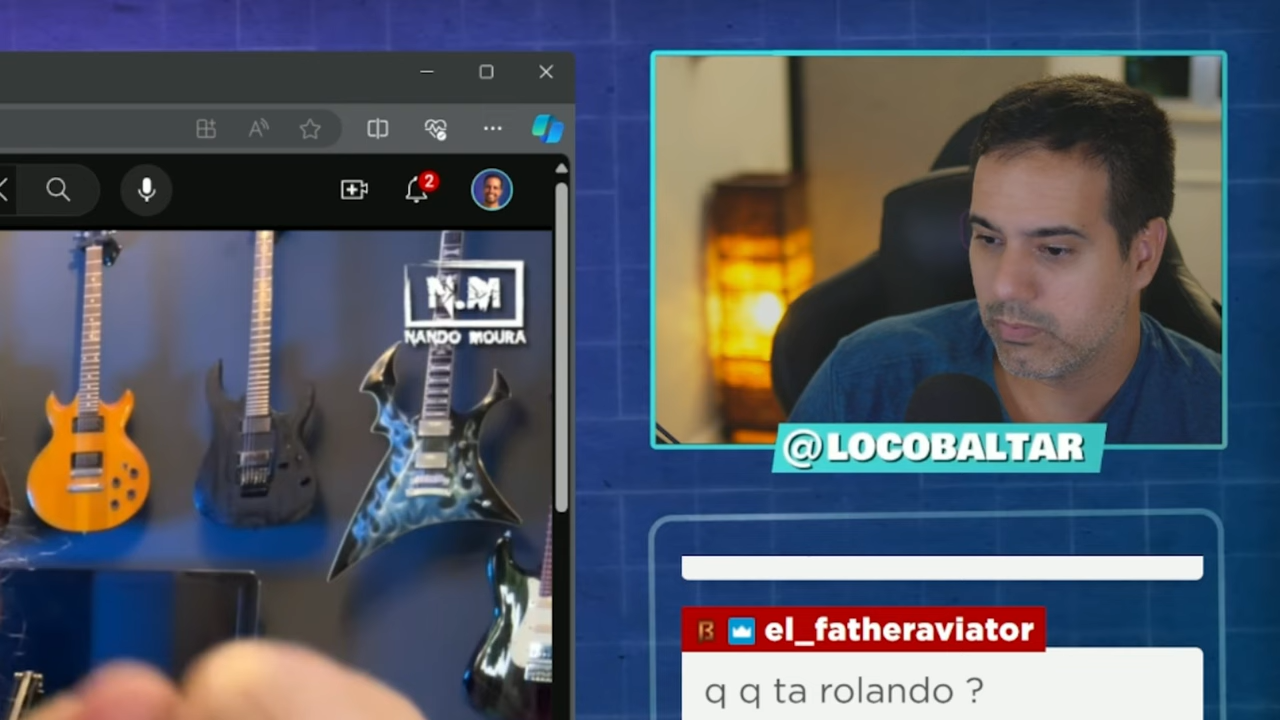 2
N.M
NANDO MOURA
@LOCOBALTAR
el_fatheraviator
q q ta rolando ?